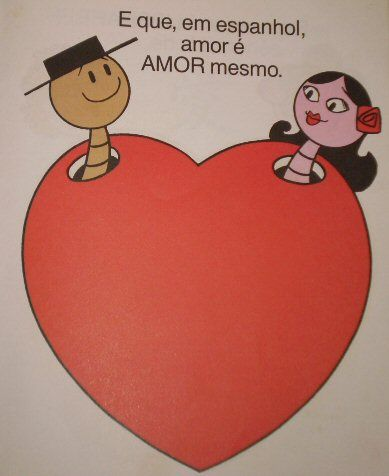 E que, em espanhol,
amor é
AMOR mesmo.